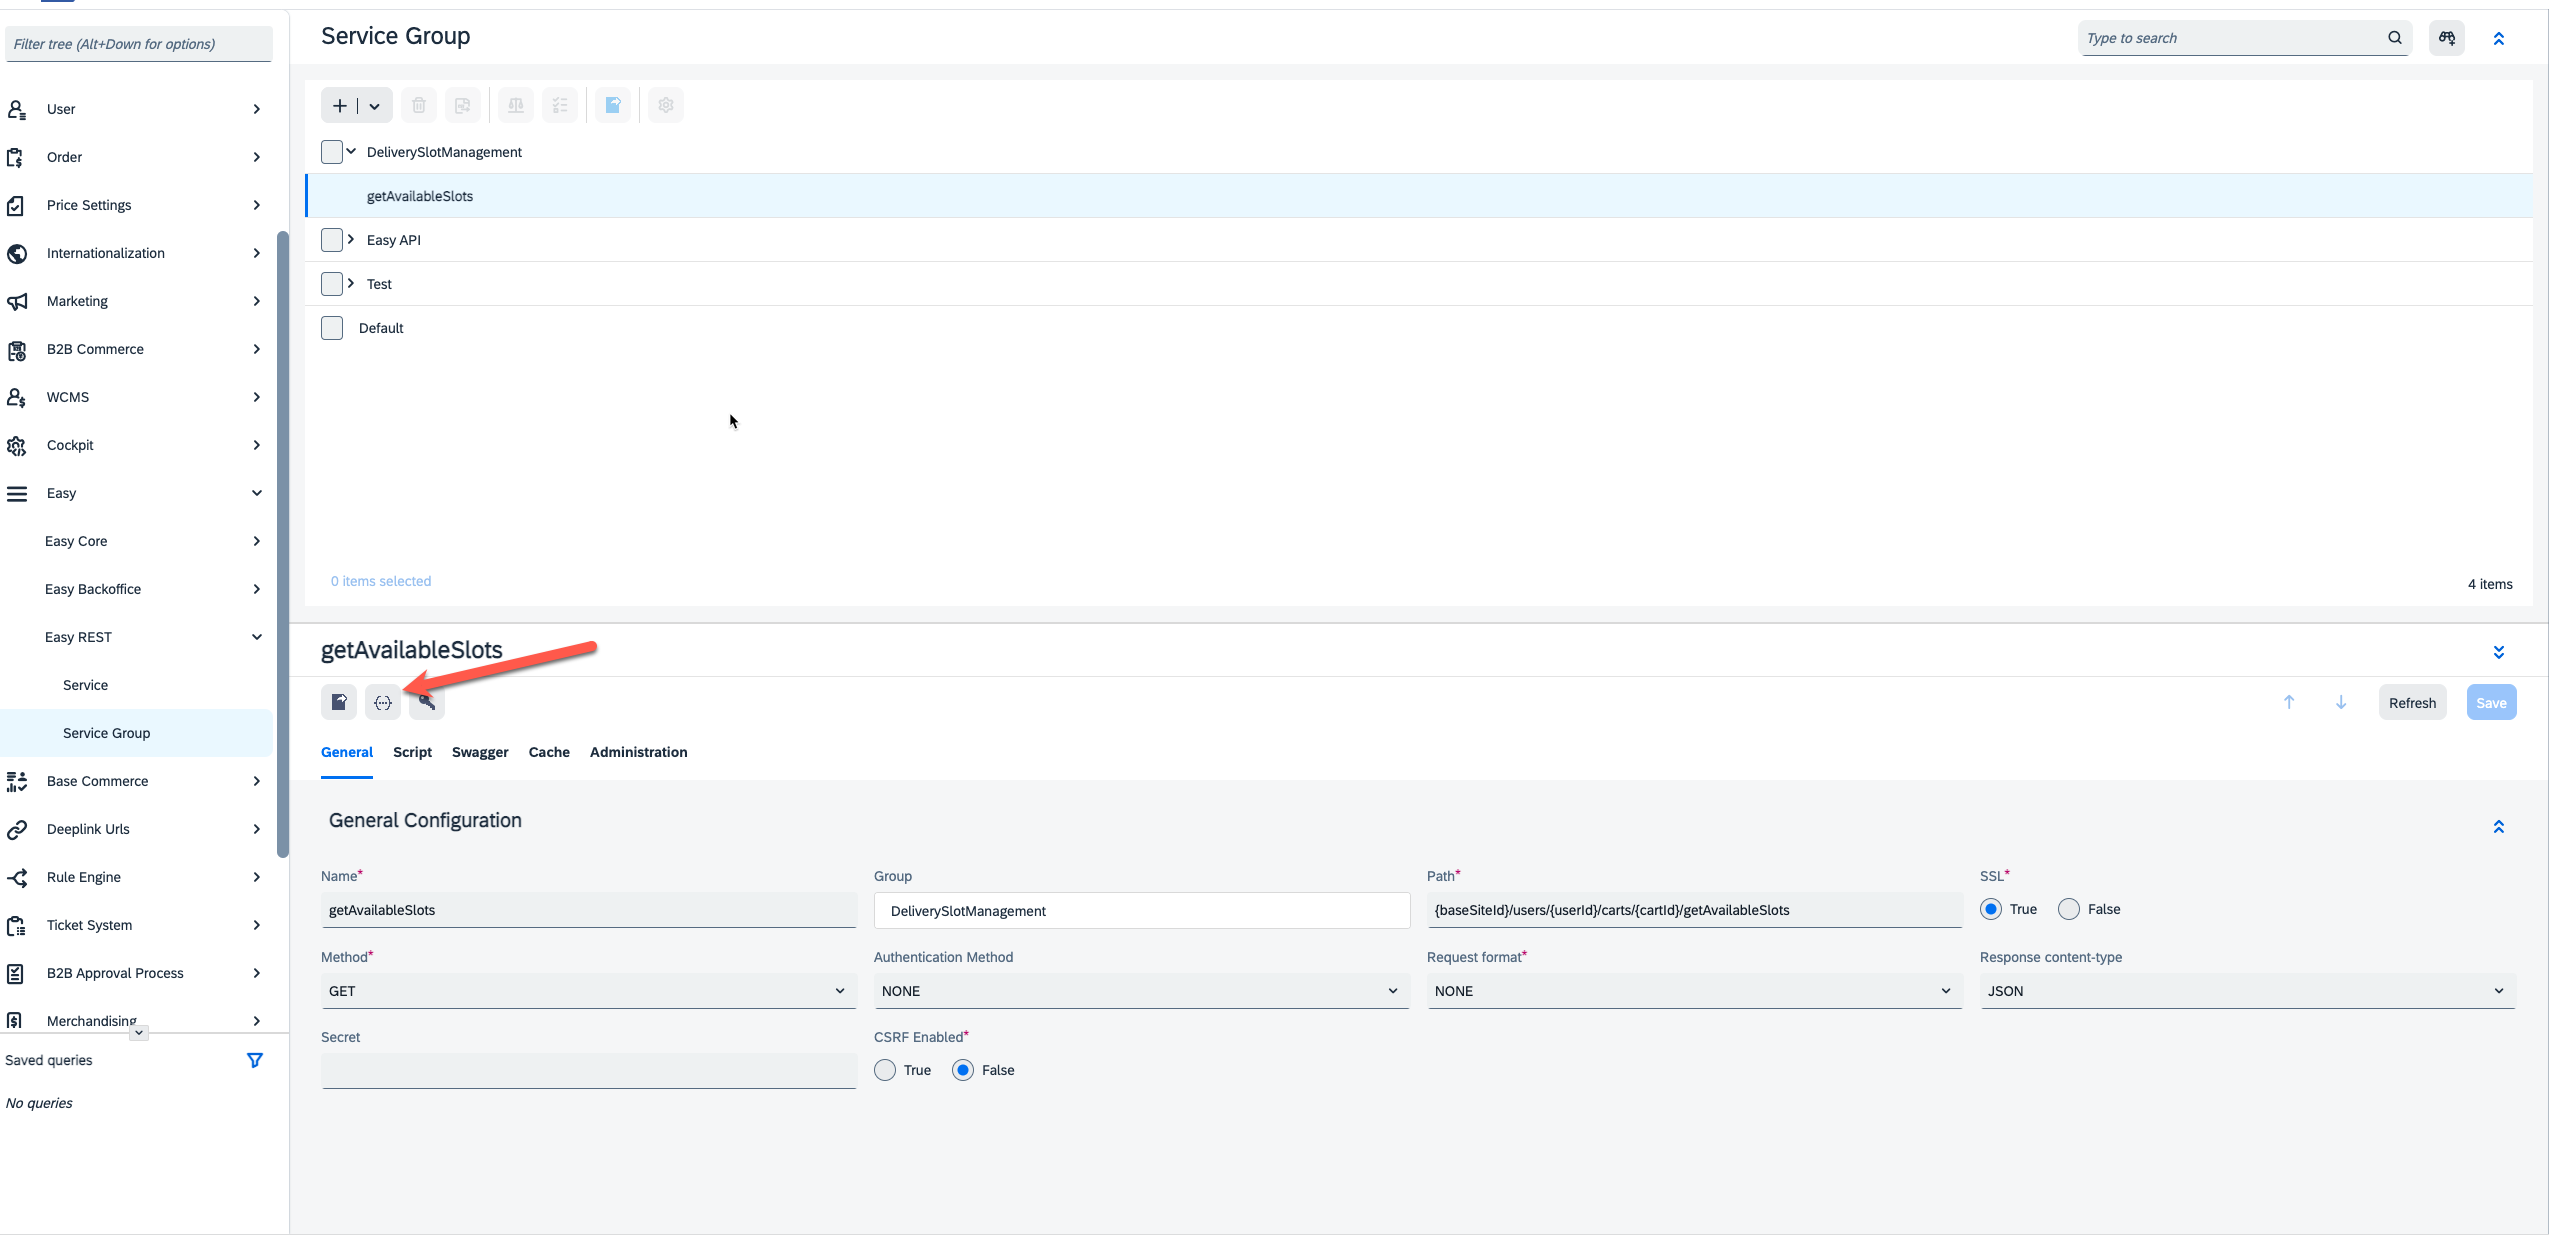 Filter tree (Alt+Down for options)
User
Order
Price Settings
Internationalization
Marketing
B2B Commerce
WCMS
Cockpit
Easy
Easy Core
Easy Backoffice
Easy REST
Service
Service Group
Base Commerce
Deeplink Urls
Rule Engine
Ticket System
B2B Approval Process
Merchandising
Saved queries
No queries
Service Group
Type to search
DeliverySlotManagement
getAvailableSlots
Easy API
Test
Default
0 items selected
4 items
getAvailableSlots
Refresh
Save
General Script Swagger Cache Administration
General Configuration
Name* Group Path* SSL*
getAvailableSlots DeliverySlotManagement {baseSiteId}/users/{userId}/carts/{cartId}/getAvailableSlots True False
Method* Authentication Method Request format* Response content-type
GET NONE NONE JSON
Secret CSRF Enabled*
True False